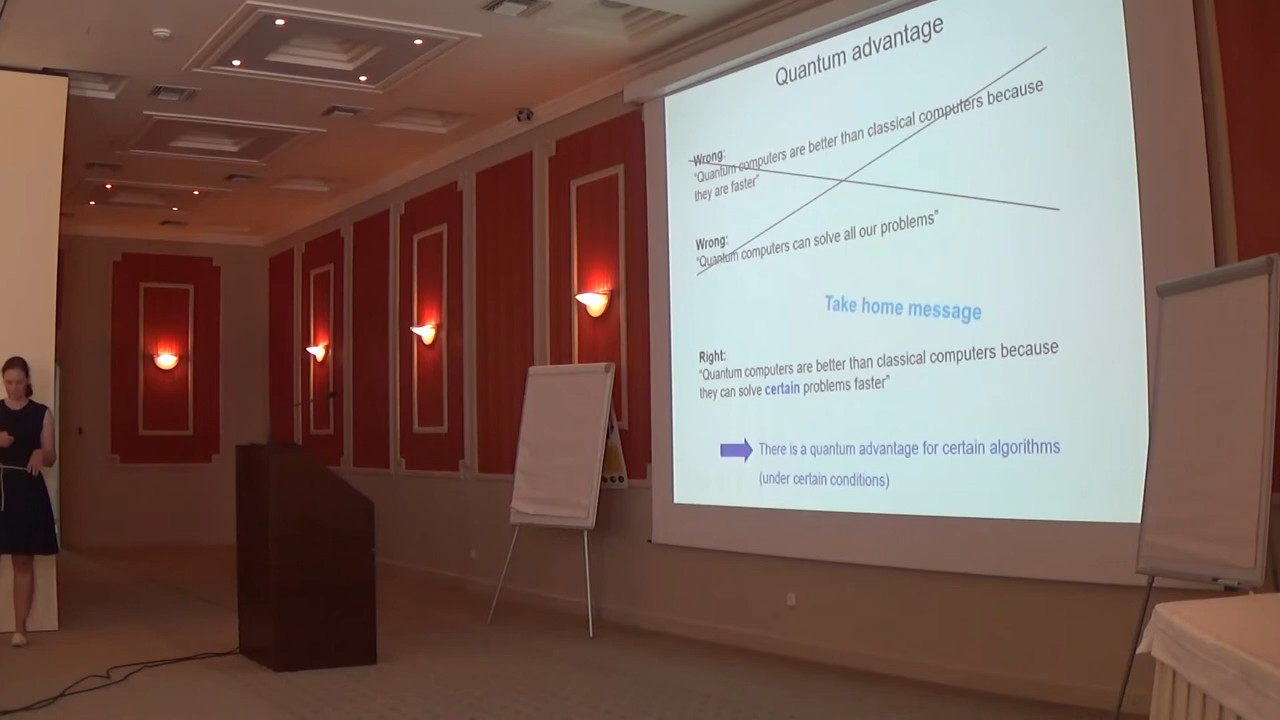 Quantum advantage
Wrong:
"Quantum computers are better than classical computers because
they are faster"
Wrong:
"Quantum computers can solve all our problems"
Take home message
Right:
"Quantum computers are better than classical computers because
they can solve certain problems faster"
There is a quantum advantage for certain algorithms
(under certain conditions)